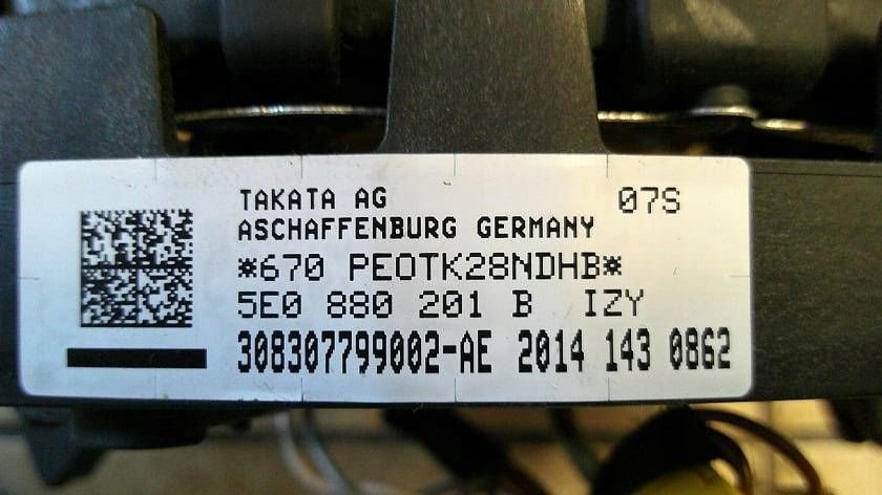 TAKATA AG 07S
ASCHAFFENBURG GERMANY
*670 PEOTK28NDHB*
5E0 880 201 B IZY
308307799002-AE 2014 143 0862